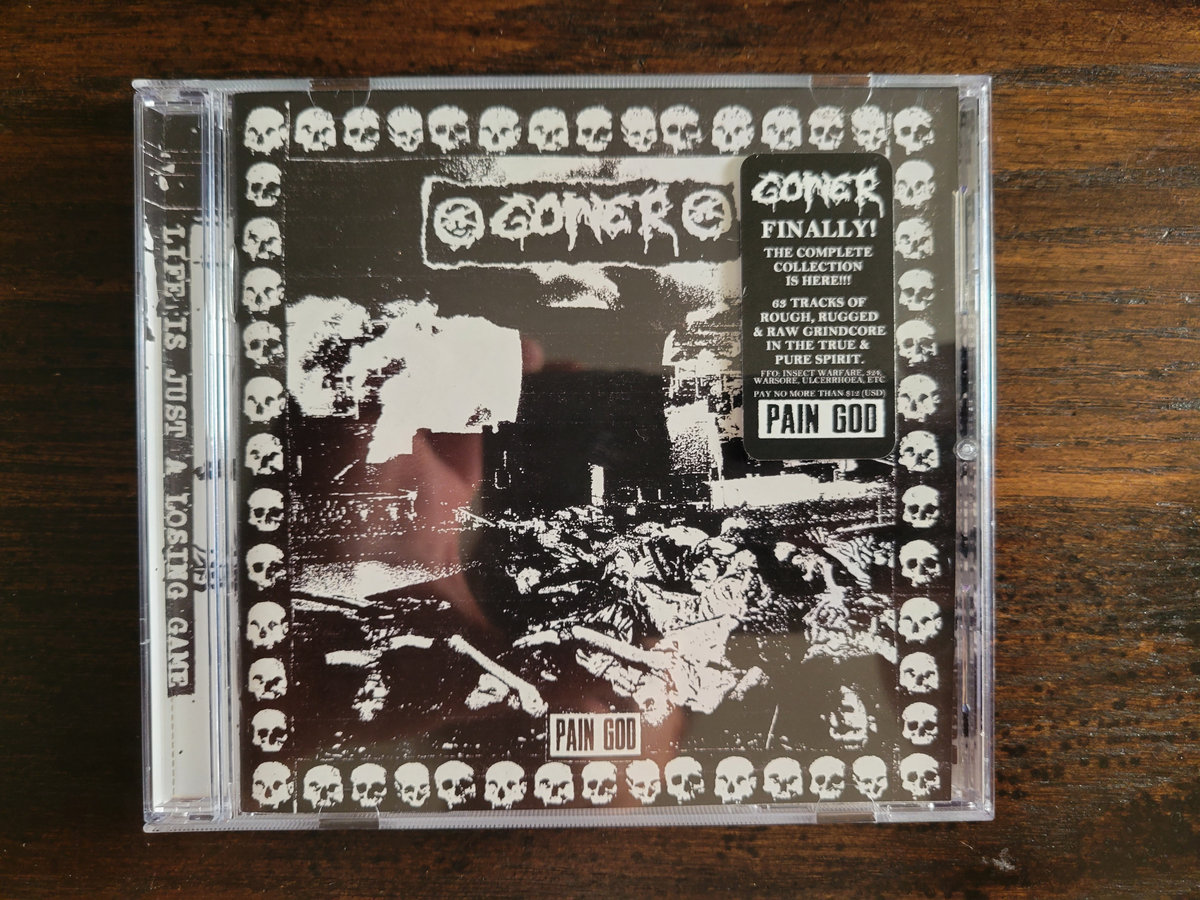 LIFE IS JUST A LOSING GAME
GONER
GONER
FINALLY!
THE COMPLETE
COLLECTION
IS HERE!!!
63 TRACKS OF
ROUGH, RUGGED
& RAW GRINDCORE
IN THE TRUE &
PURE SPIRIT.
FFO: INSECT WARFARE, 324,
WARSORE, ULCERRHOEA, ETC
PAY NO MORE THAN $12 (USD)
PAIN GOD
PAIN GOD